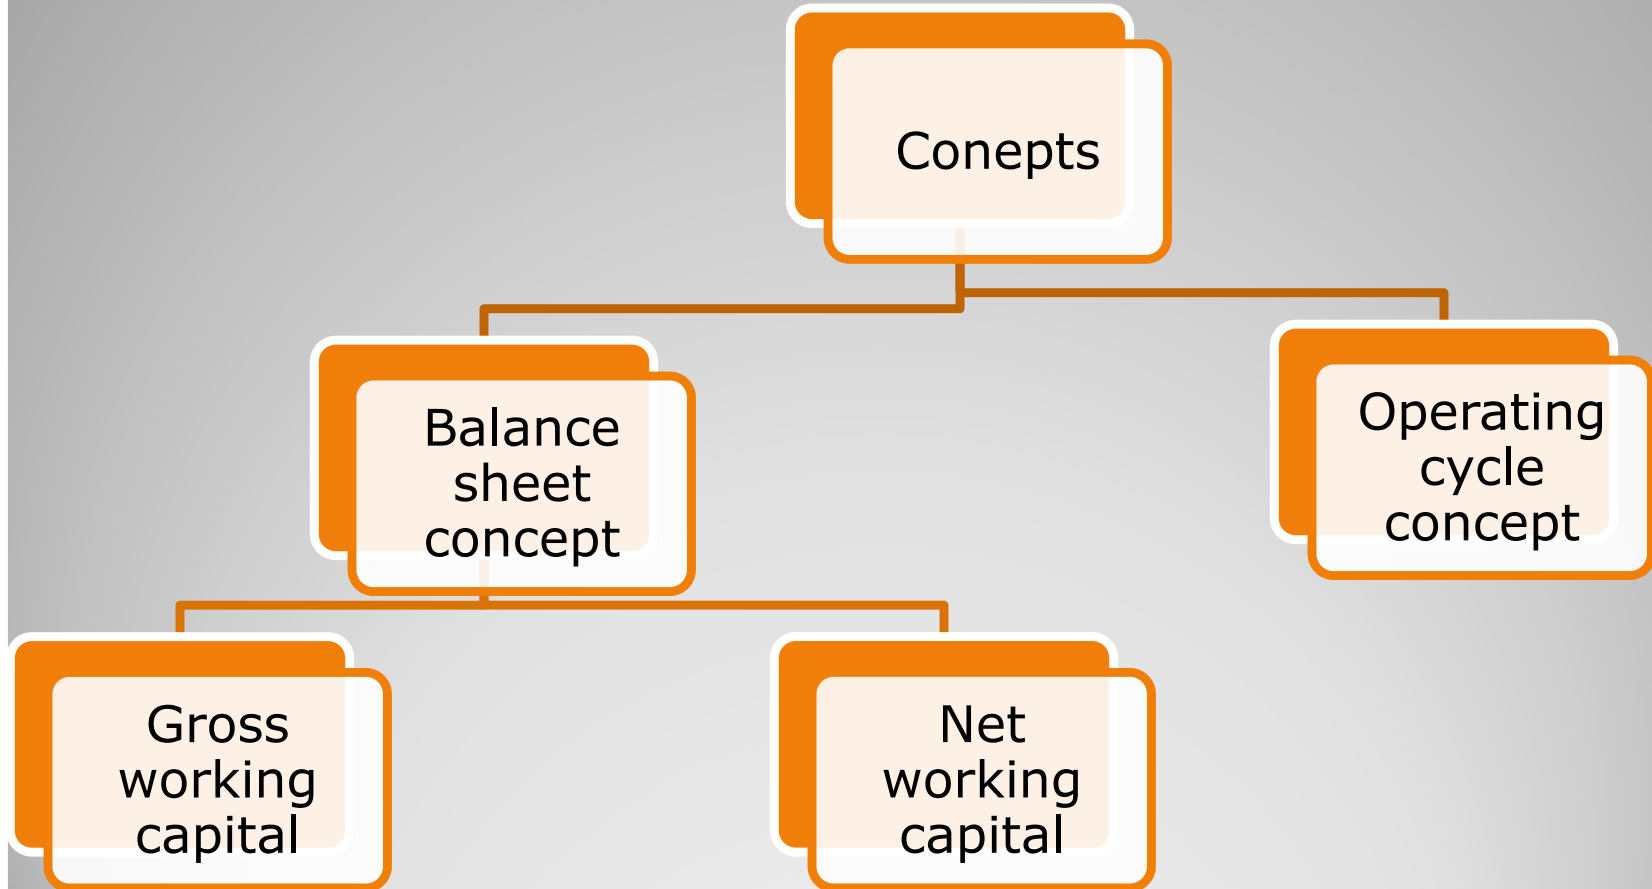 Conepts
Balance
sheet
concept
Operating
cycle
concept
Gross
working
capital
Net
working
capital